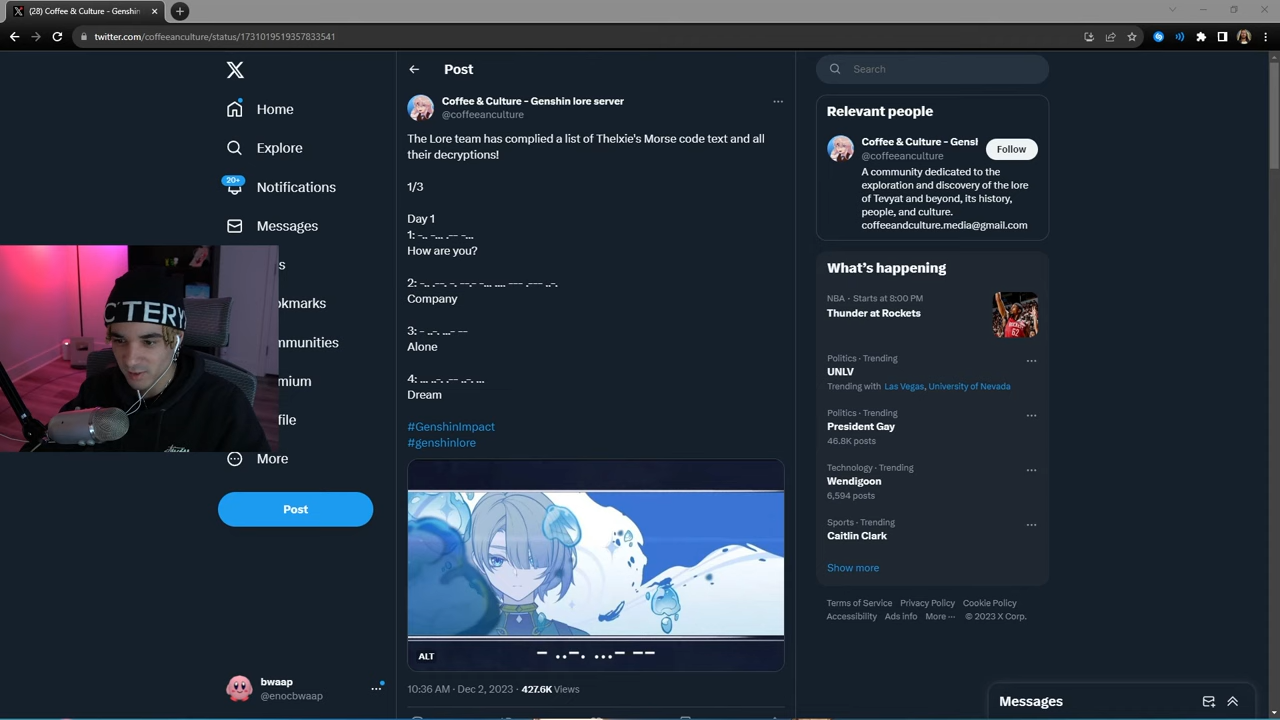 (28) Coffee & Culture - Genshin
twitter.com/coffeeanculture/status/1731019519357833541
Home
Explore
20+
Notifications
Messages
More
Post
bwaap
@enocbwaap
CTERY
Post
Coffee & Culture - Genshin lore server
@coffeeanculture
The Lore team has complied a list of Thelxie's Morse code text and all
their decryptions!
1/3
Day 1
1: -.. -... .-- -...
How are you?
2: -.. .--. -. --.- -... .... --- .--- ..-.
Company
3: - ..-. ...- --
Alone
4: ... ..-. .-- ..-. ...
Dream
#GenshinImpact
#genshinlore
ALT
- ..-. ...- --
10:36 AM · Dec 2, 2023 · 427.6K Views
Search
Relevant people
Coffee & Culture - Gensl
@coffeeanculture
Follow
A community dedicated to the
exploration and discovery of the lore
of Tevyat and beyond, its history,
people, and culture.
coffeeandculture.media@gmail.com
What's happening
NBA · Starts at 8:00 PM
Thunder at Rockets
Politics · Trending
UNLV
Trending with Las Vegas, University of Nevada
Politics · Trending
President Gay
46.8K posts
Technology · Trending
Wendigoon
6,594 posts
Sports · Trending
Caitlin Clark
Show more
Terms of Service Privacy Policy Cookie Policy
Accessibility Ads info More ··· © 2023 X Corp.
Messages